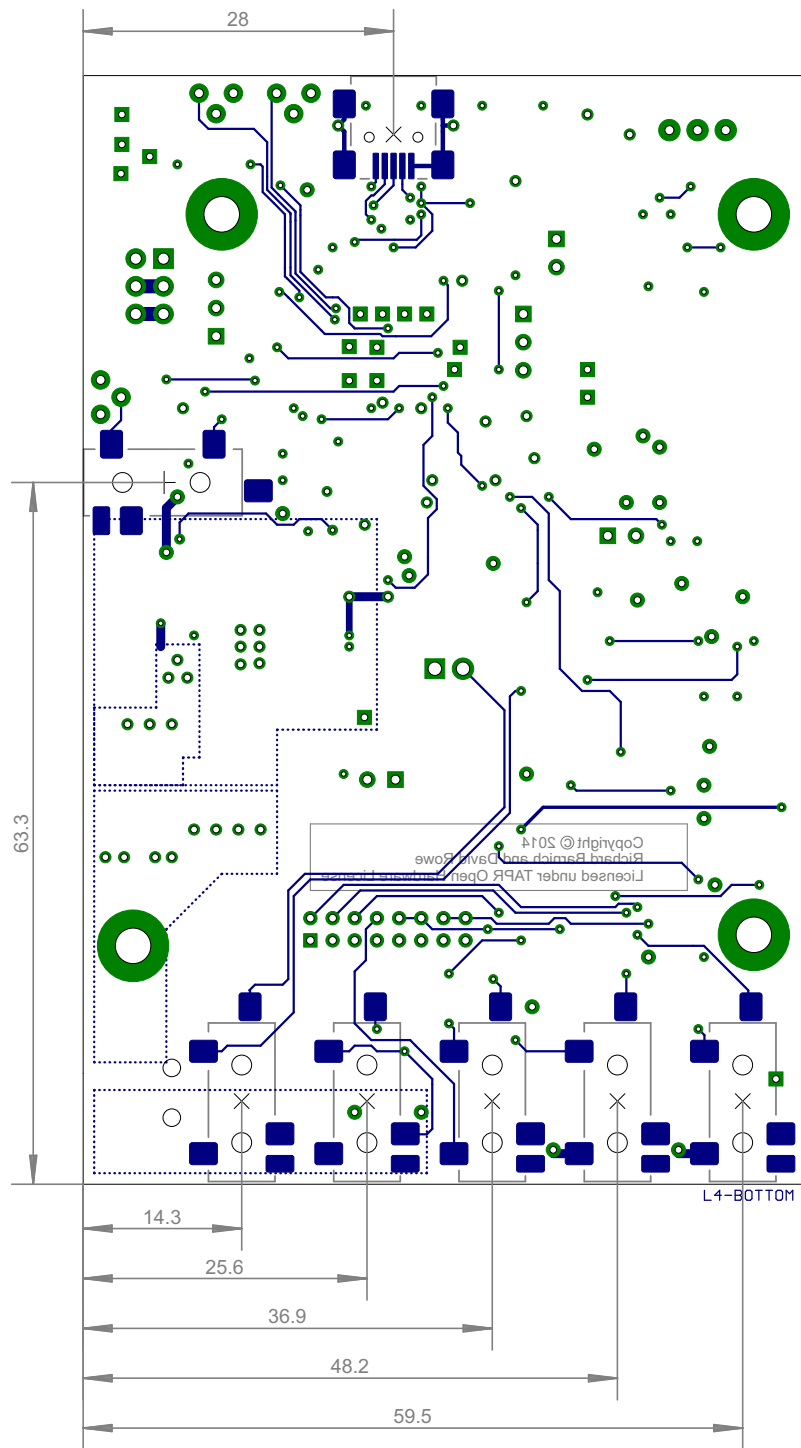 28
63.3
Copyright © 2014
Richard Barnich and David Rowe
Licensed under TAPR Open Hardware License
L4-BOTTOM
14.3
25.6
36.9
48.2
59.5